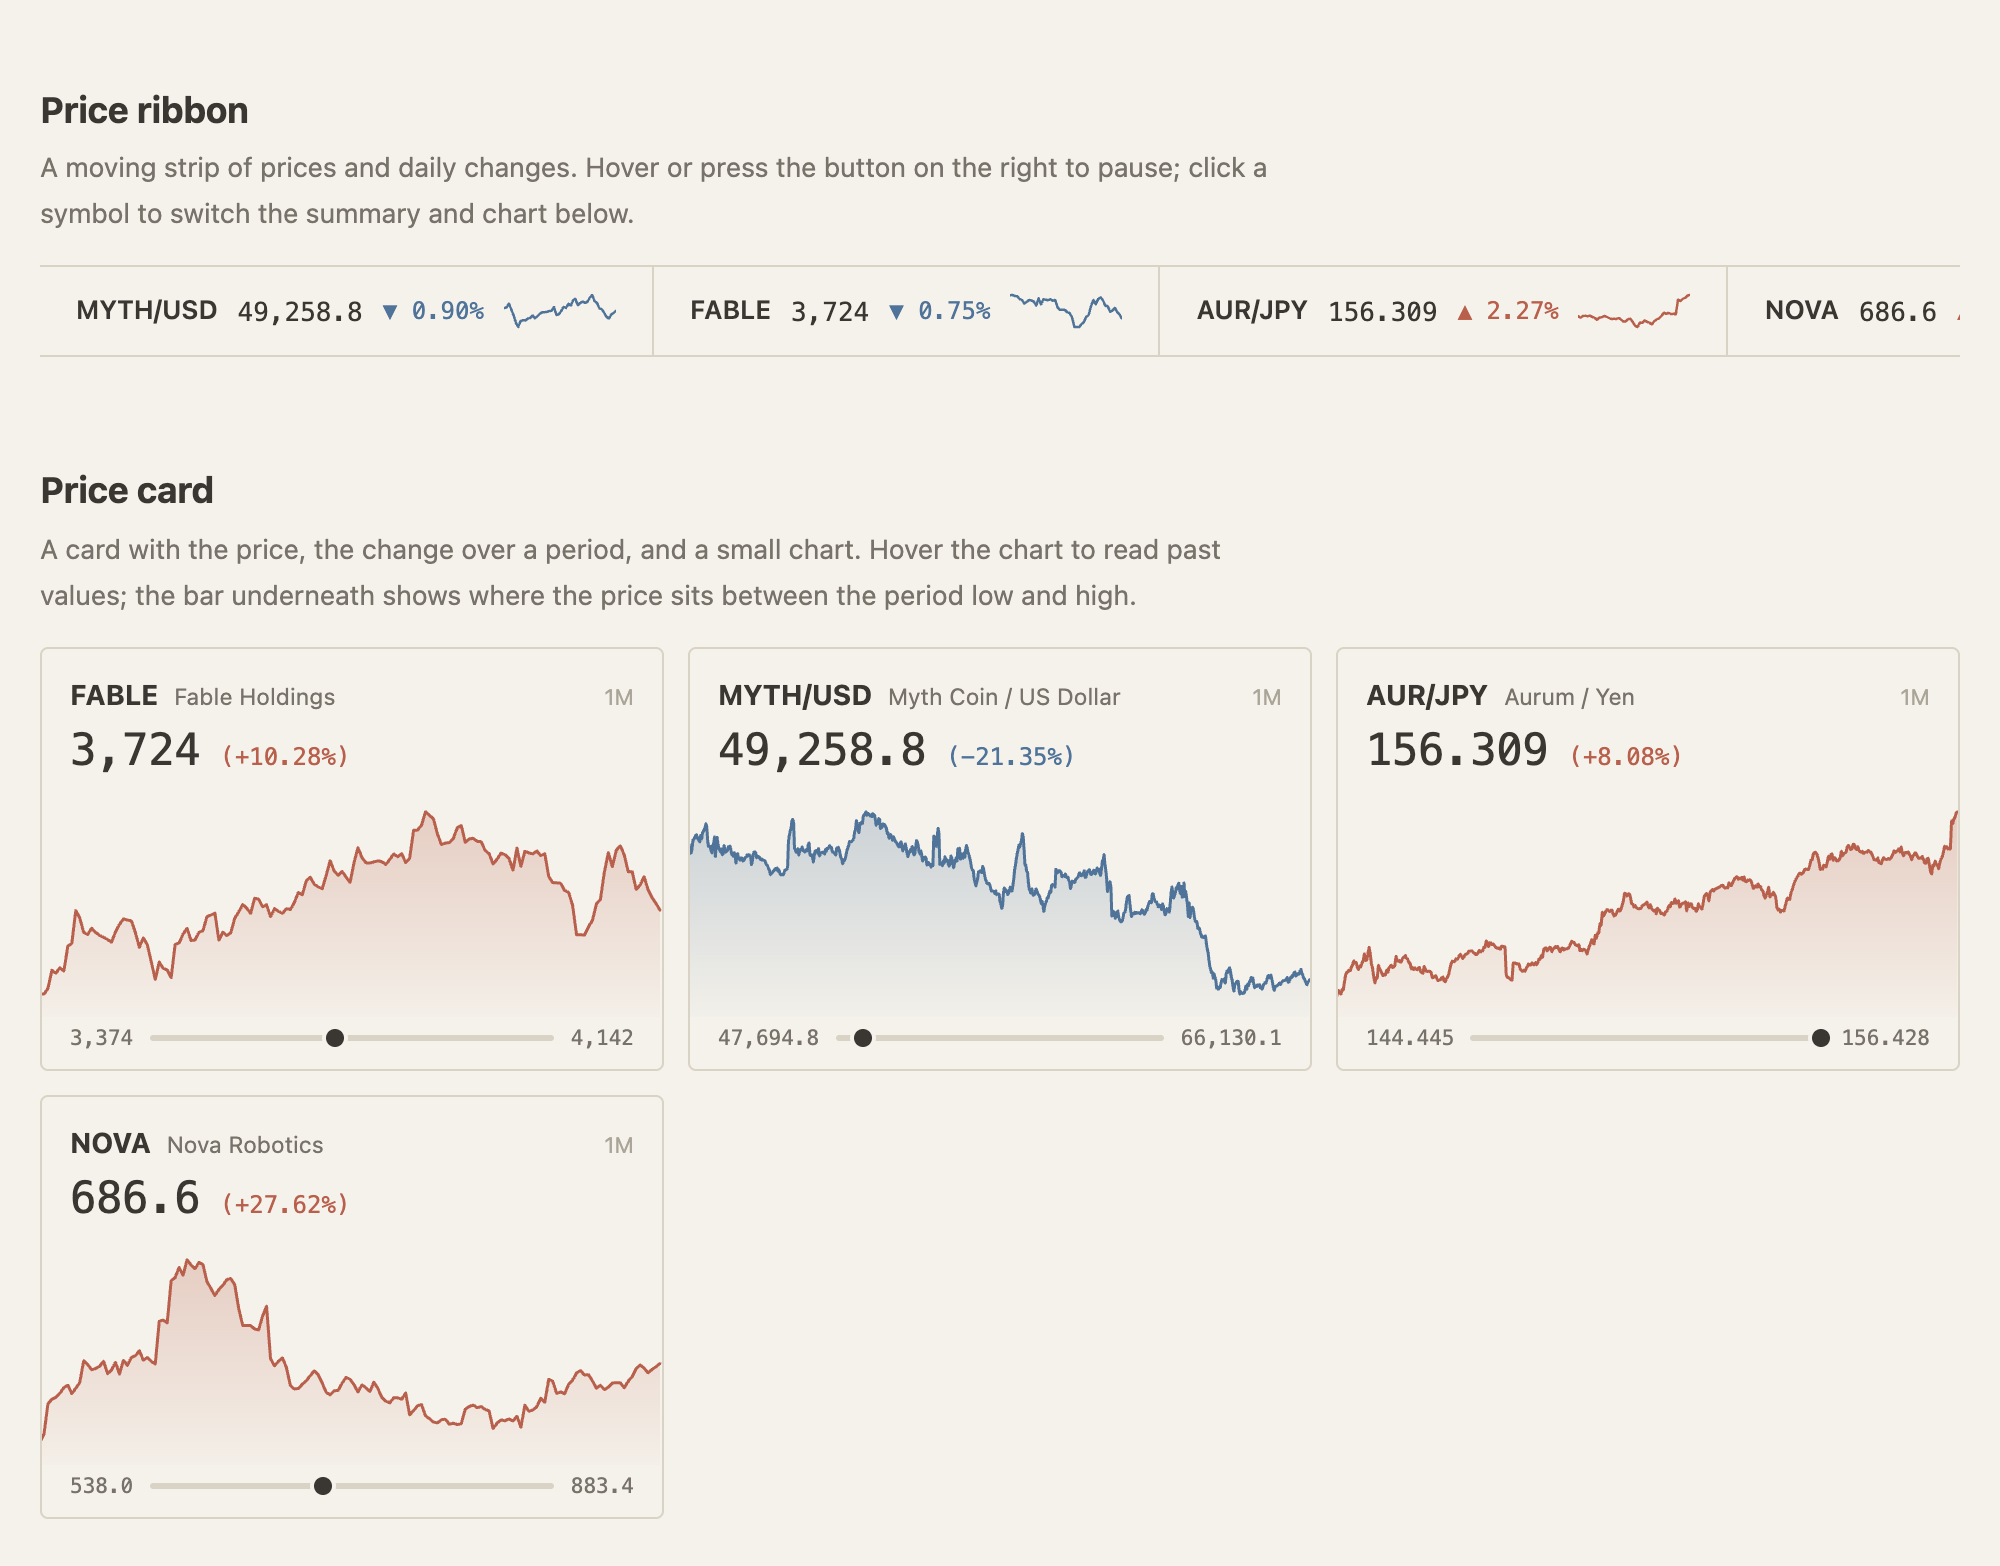 Price ribbon
A moving strip of prices and daily changes. Hover or press the button on the right to pause; click a
symbol to switch the summary and chart below.
MYTH/USD 49,258.8 ▼ 0.90%
FABLE 3,724 ▼ 0.75%
AUR/JPY 156.309 ▲ 2.27%
NOVA 686.6
Price card
A card with the price, the change over a period, and a small chart. Hover the chart to read past
values; the bar underneath shows where the price sits between the period low and high.
FABLE Fable Holdings 1M
3,724 (+10.28%)
3,374 4,142
MYTH/USD Myth Coin / US Dollar 1M
49,258.8 (−21.35%)
47,694.8 66,130.1
AUR/JPY Aurum / Yen 1M
156.309 (+8.08%)
144.445 156.428
NOVA Nova Robotics 1M
686.6 (+27.62%)
538.0 883.4